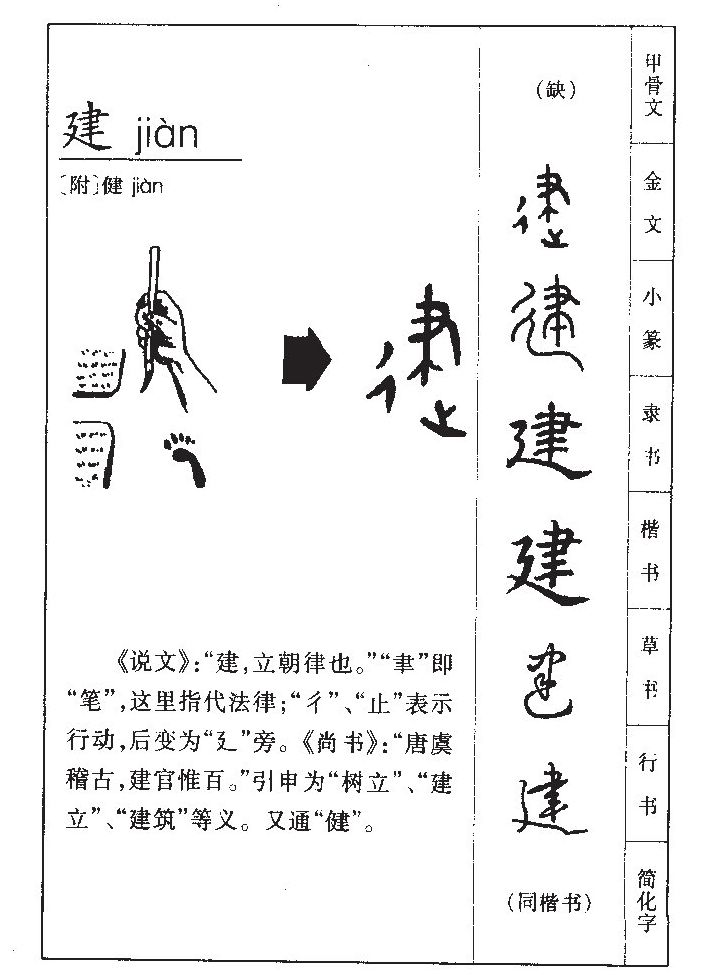 建 jiàn
〔附〕健 jiàn
《说文》:“建,立朝律也。”“聿”即
“笔”,这里指代法律;“彳”、“止”表示
行动,后变为“廴”旁。《尚书》:“唐虞
稽古,建官惟百。”引申为“树立”、“建
立”、“建筑”等义。又通“健”。
(缺)
建
建
建
建
建
建
(同楷书)
甲骨文
金文
小篆
隶书
楷书
草书
行书
简化字